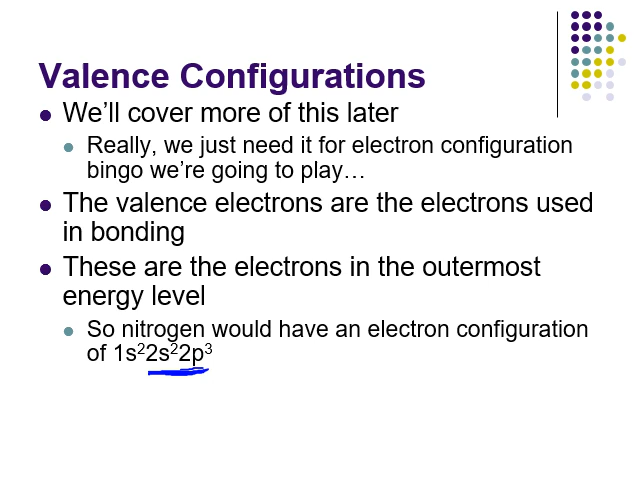 Valence Configurations
We’ll cover more of this later
Really, we just need it for electron configuration
bingo we’re going to play…
The valence electrons are the electrons used
in bonding
These are the electrons in the outermost
energy level
So nitrogen would have an electron configuration
of 1s²2s²2p³